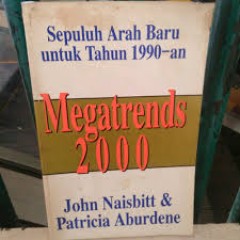 Sepuluh Arah Baru
untuk Tahun 1990-an
Megatrends
2000
John Naisbitt &
Patricia Aburdene